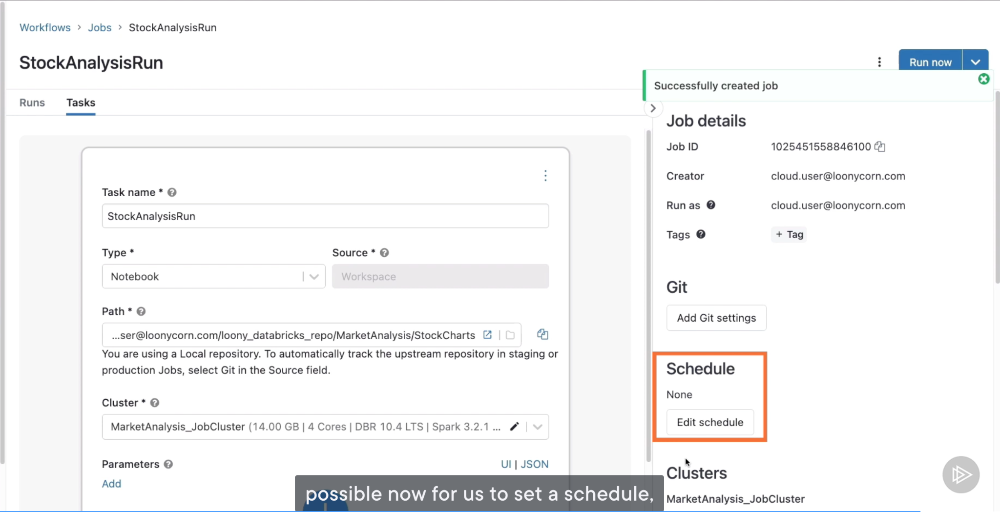 Workflows > Jobs > StockAnalysisRun
StockAnalysisRun
Run now
Successfully created job
Runs Tasks
Task name *
StockAnalysisRun
Type * Source *
Notebook Workspace
Path *
...ser@loonycorn.com/loony_databricks_repo/MarketAnalysis/StockCharts
You are using a Local repository. To automatically track the upstream repository in staging or
production Jobs, select Git in the Source field.
Cluster *
MarketAnalysis_JobCluster (14.00 GB | 4 Cores | DBR 10.4 LTS | Spark 3.2.1 ...
Parameters UI | JSON
Add
Job details
Job ID 1025451558846100
Creator cloud.user@loonycorn.com
Run as cloud.user@loonycorn.com
Tags + Tag
Git
Add Git settings
Schedule
None
Edit schedule
Clusters
MarketAnalysis_JobCluster
possible now for us to set a schedule,